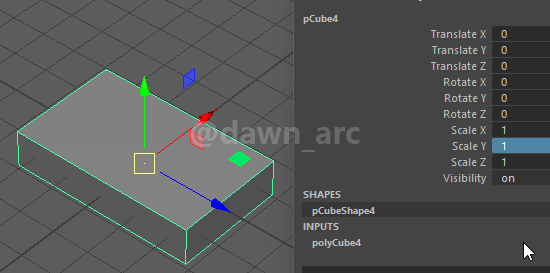 pCube4
Translate X 0
Translate Y 0
Translate Z 0
Rotate X 0
Rotate Y 0
Rotate Z 0
Scale X 1
Scale Y 1
Scale Z 1
Visibility on
@dawn_arc
SHAPES
pCubeShape4
INPUTS
polyCube4